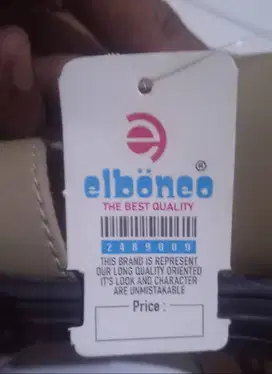 elböneo ®
THE BEST QUALITY
2489009
THIS BRAND IS REPRESENT
OUR LONG QUALITY ORIENTED
IT'S LOOK AND CHARACTER
ARE UNMISTAKABLE
Price :